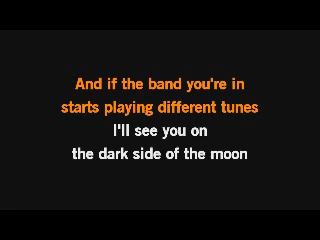 And if the band you're in
starts playing different tunes
I'll see you on
the dark side of the moon